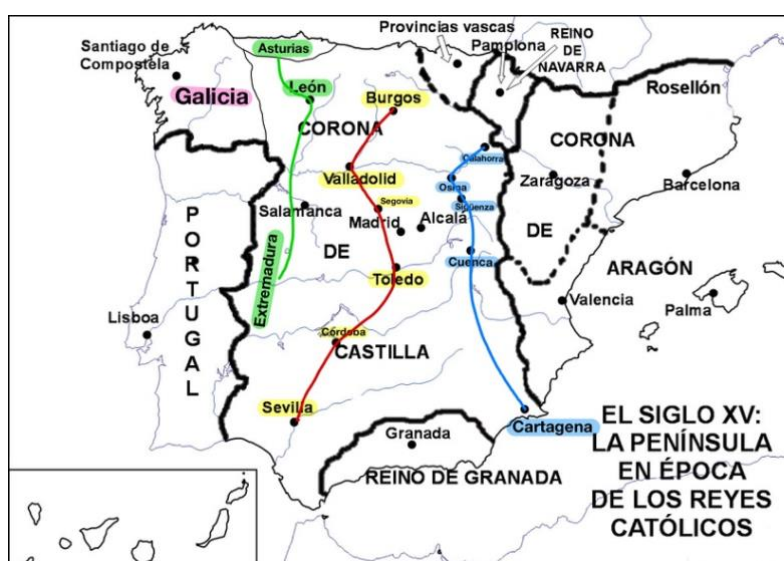 Provincias vascas
REINO
DE
NAVARRA
Pamplona
Santiago de
Compostela
Asturias
Galicia
León
Burgos
Rosellón
CORONA
CORONA
Calahorra
Valladolid
Osma
Zaragoza
Barcelona
Salamanca
Segovia
Sigüenza
Madrid
Alcalá
PORTUGAL
DE
DE
Extremadura
Toledo
Cuenca
ARAGÓN
Lisboa
Valencia
Palma
Córdoba
CASTILLA
Sevilla
Cartagena
Granada
REINO DE GRANADA
EL SIGLO XV:
LA PENÍNSULA
EN ÉPOCA
DE LOS REYES
CATÓLICOS